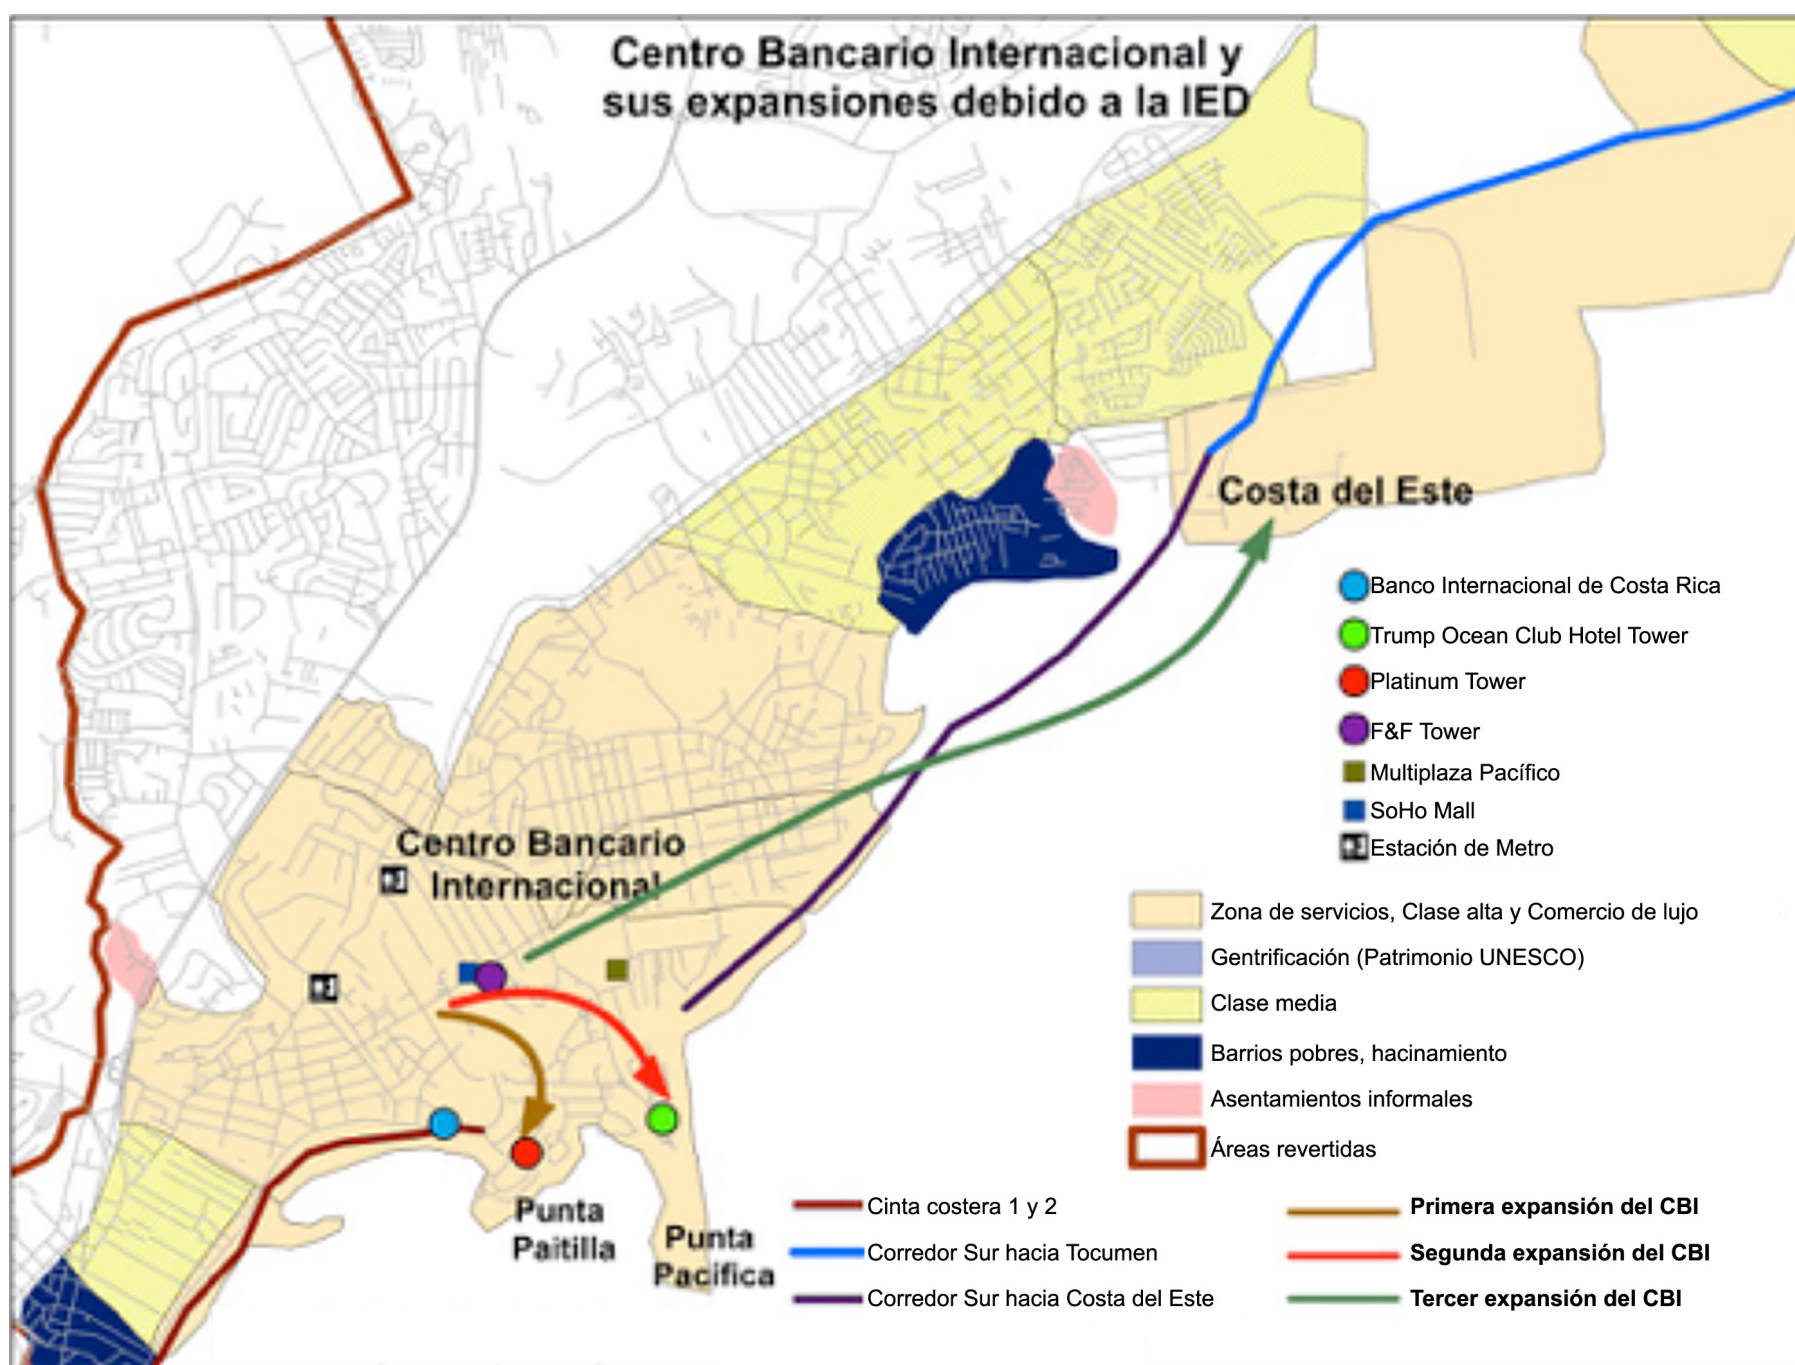 Centro Bancario Internacional y
sus expansiones debido a la IED
Costa del Este
Banco Internacional de Costa Rica
Trump Ocean Club Hotel Tower
Platinum Tower
F&F Tower
Multiplaza Pacífico
SoHo Mall
Estación de Metro
Centro Bancario
Internacional
Zona de servicios, Clase alta y Comercio de lujo
Gentrificación (Patrimonio UNESCO)
Clase media
Barrios pobres, hacinamiento
Asentamientos informales
Áreas revertidas
Punta
Paitilla
Punta
Pacifica
Cinta costera 1 y 2
Corredor Sur hacia Tocumen
Corredor Sur hacia Costa del Este
Primera expansión del CBI
Segunda expansión del CBI
Tercer expansión del CBI